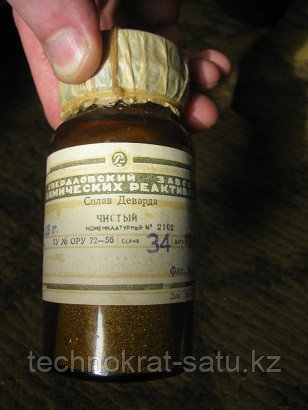 СВЕРДЛОВСКИЙ ЗАВОД
ХИМИЧЕСКИХ РЕАКТИВОВ
Сплав Деварда
ЧИСТЫЙ
НОМЕНКЛАТУРНЫЙ № 2102
ТУ № ОРУ 72—56 СЕРИЯ 34
technokrat-satu.kz